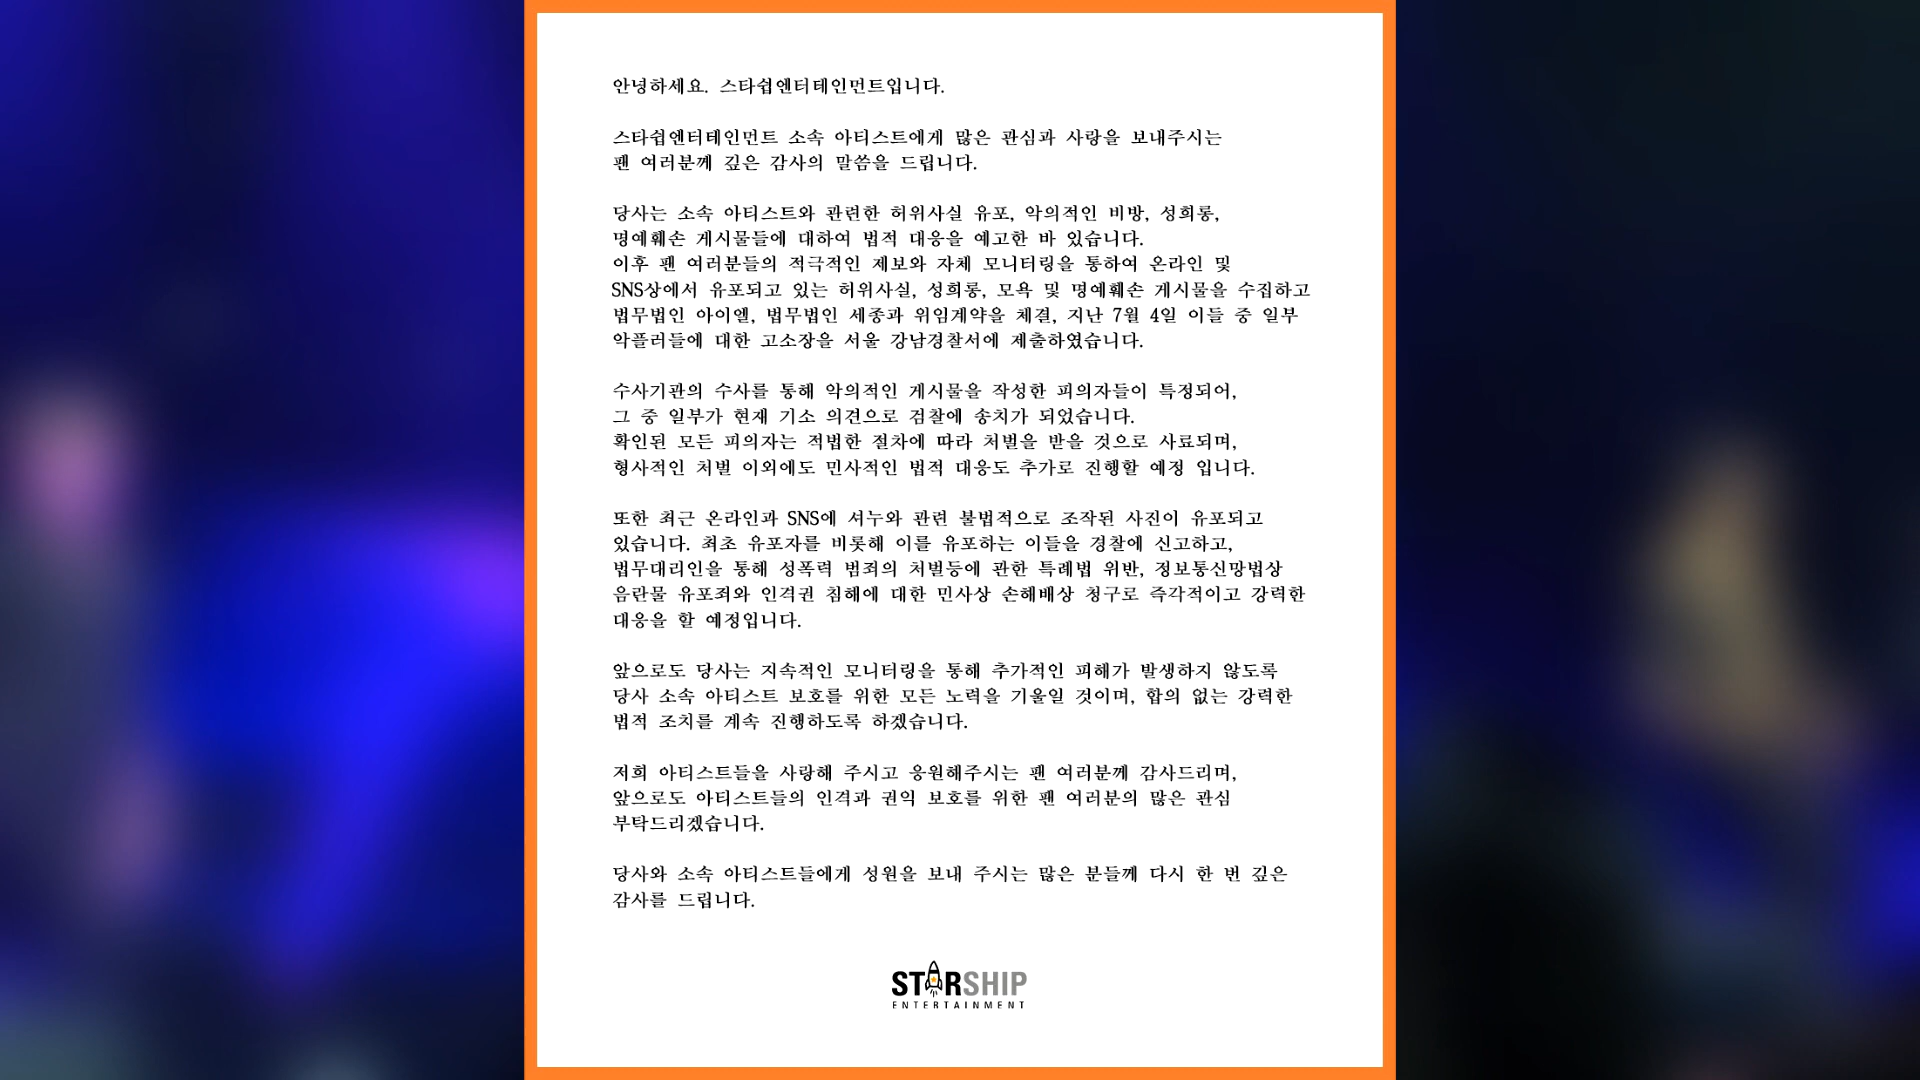 안녕하세요. 스타쉽엔터테인먼트입니다.
스타쉽엔터테인먼트 소속 아티스트에게 많은 관심과 사랑을 보내주시는
팬 여러분께 깊은 감사의 말씀을 드립니다.
당사는 소속 아티스트와 관련한 허위사실 유포, 악의적인 비방, 성희롱,
명예훼손 게시물들에 대하여 법적 대응을 예고한 바 있습니다.
이후 팬 여러분들의 적극적인 제보와 자체 모니터링을 통하여 온라인 및
SNS상에서 유포되고 있는 허위사실, 성희롱, 모욕 및 명예훼손 게시물을 수집하고
법무법인 아이엘, 법무법인 세종과 위임계약을 체결, 지난 7월 4일 이들 중 일부
악플러들에 대한 고소장을 서울 강남경찰서에 제출하였습니다.
수사기관의 수사를 통해 악의적인 게시물을 작성한 피의자들이 특정되어,
그 중 일부가 현재 기소 의견으로 검찰에 송치가 되었습니다.
확인된 모든 피의자는 적법한 절차에 따라 처벌을 받을 것으로 사료되며,
형사적인 처벌 이외에도 민사적인 법적 대응도 추가로 진행할 예정 입니다.
또한 최근 온라인과 SNS에 셔누와 관련 불법적으로 조작된 사진이 유포되고
있습니다. 최초 유포자를 비롯해 이를 유포하는 이들을 경찰에 신고하고,
법무대리인을 통해 성폭력 범죄의 처벌등에 관한 특례법 위반, 정보통신망법상
음란물 유포죄와 인격권 침해에 대한 민사상 손해배상 청구로 즉각적이고 강력한
대응을 할 예정입니다.
앞으로도 당사는 지속적인 모니터링을 통해 추가적인 피해가 발생하지 않도록
당사 소속 아티스트 보호를 위한 모든 노력을 기울일 것이며, 합의 없는 강력한
법적 조치를 계속 진행하도록 하겠습니다.
저희 아티스트들을 사랑해 주시고 응원해주시는 팬 여러분께 감사드리며,
앞으로도 아티스트들의 인격과 권익 보호를 위한 팬 여러분의 많은 관심
부탁드리겠습니다.
당사와 소속 아티스트들에게 성원을 보내 주시는 많은 분들께 다시 한 번 깊은
감사를 드립니다.
STARSHIP
ENTERTAINMENT